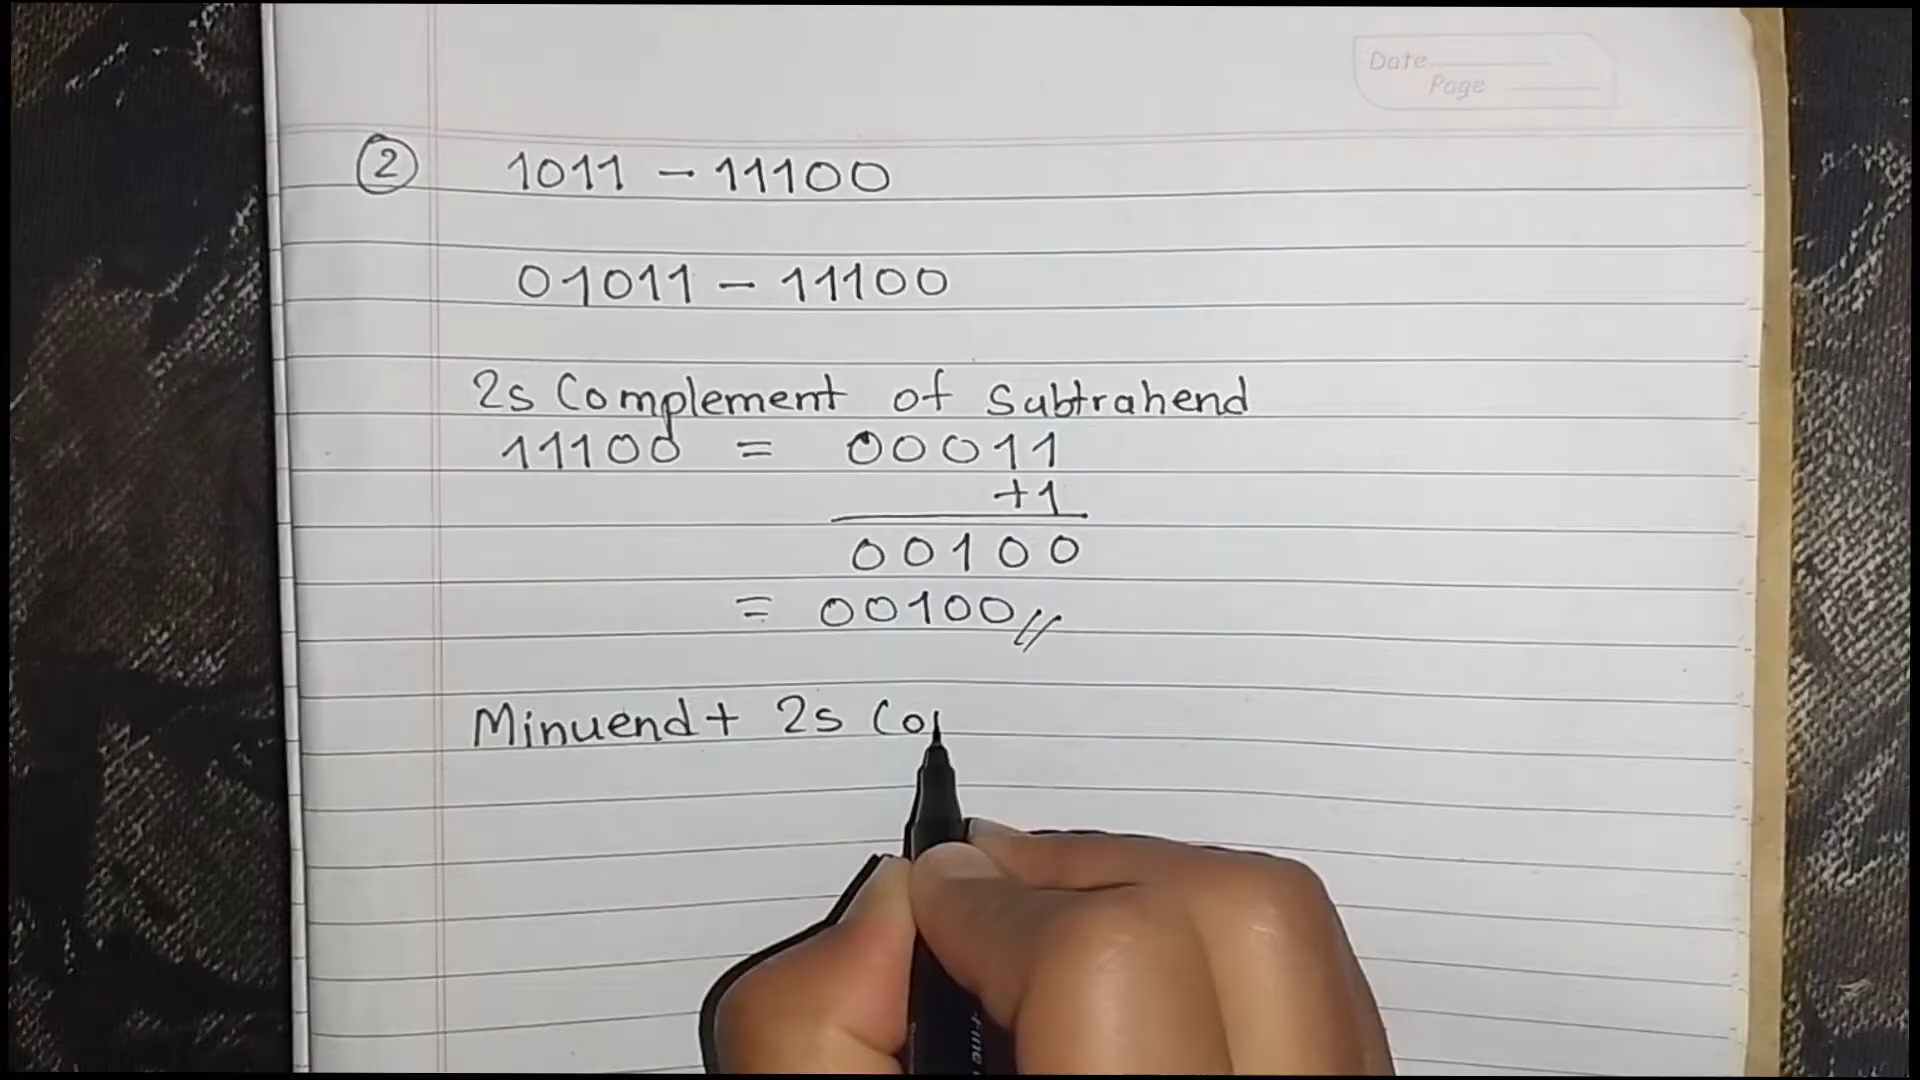 Date
Page
② 1011 - 11100
01011 - 11100
2s Complement of Subtrahend
11100 = 00011
+1
00100
= 00100//
Minuend + 2s Co